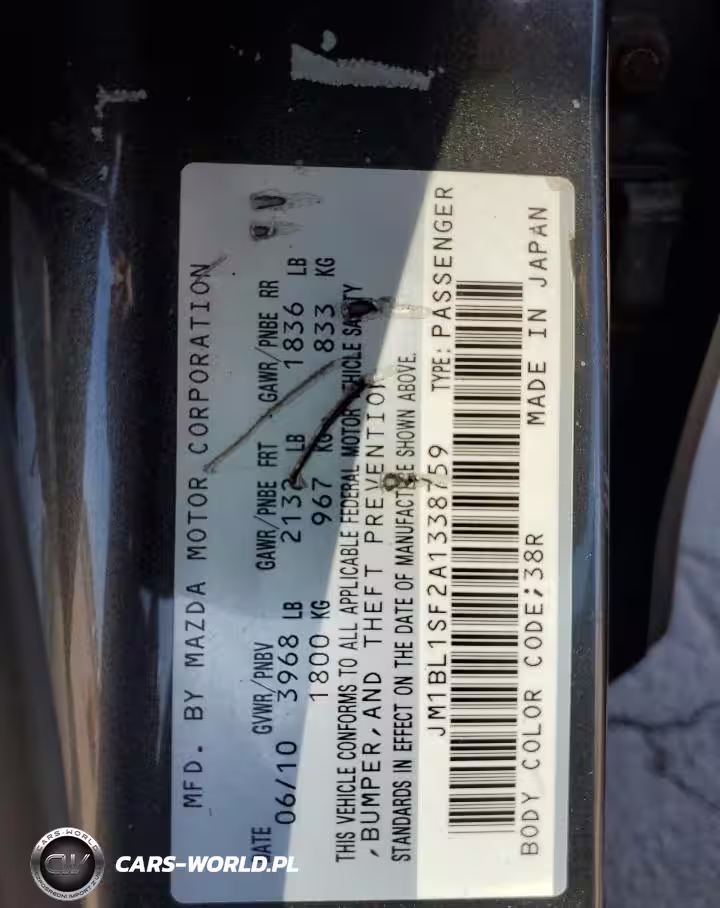 MFD. BY MAZDA MOTOR CORPORATION
DATE GVWR/PNBV GAWR/PNBE FRT GAWR/PNBE RR
06/10 3968 LB 2132 LB 1836 LB
1800 KG 967 KG 833 KG
THIS VEHICLE CONFORMS TO ALL APPLICABLE FEDERAL MOTOR VEHICLE SAFETY
,BUMPER,AND THEFT PREVENTION
STANDARDS IN EFFECT ON THE DATE OF MANUFACTURE SHOWN ABOVE.
JM1BL1SF2A1338759 TYPE: PASSENGER
BODY COLOR CODE;38R MADE IN JAPAN
CARS-WORLD
CW
CARS-WORLD.PL